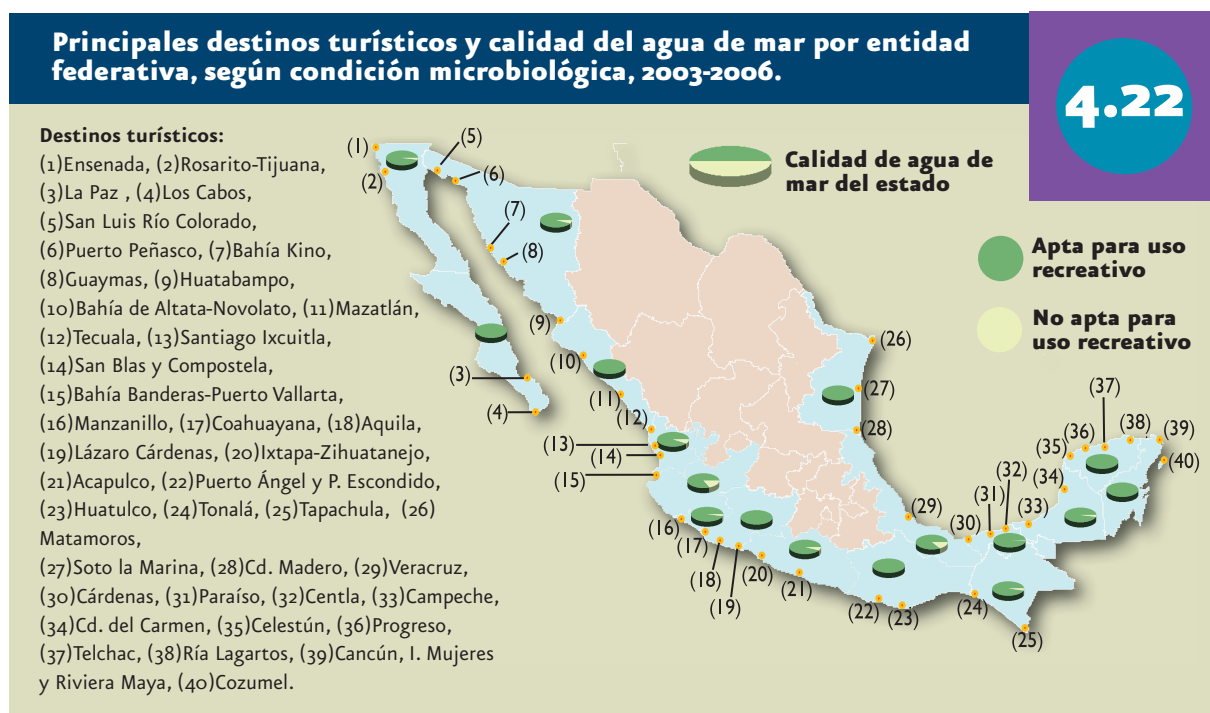 Principales destinos turísticos y calidad del agua de mar por entidad
federativa, según condición microbiológica, 2003-2006.
4.22
Destinos turísticos:
(1)Ensenada, (2)Rosarito-Tijuana,
(3)La Paz , (4)Los Cabos,
(5)San Luis Río Colorado,
(6)Puerto Peñasco, (7)Bahía Kino,
(8)Guaymas, (9)Huatabampo,
(10)Bahía de Altata-Novolato, (11)Mazatlán,
(12)Tecuala, (13)Santiago Ixcuitla,
(14)San Blas y Compostela,
(15)Bahía Banderas-Puerto Vallarta,
(16)Manzanillo, (17)Coahuayana, (18)Aquila,
(19)Lázaro Cárdenas, (20)Ixtapa-Zihuatanejo,
(21)Acapulco, (22)Puerto Ángel y P. Escondido,
(23)Huatulco, (24)Tonalá, (25)Tapachula, (26)
Matamoros,
(27)Soto la Marina, (28)Cd. Madero, (29)Veracruz,
(30)Cárdenas, (31)Paraíso, (32)Centla, (33)Campeche,
(34)Cd. del Carmen, (35)Celestún, (36)Progreso,
(37)Telchac, (38)Ría Lagartos, (39)Cancún, I. Mujeres
y Riviera Maya, (40)Cozumel.
Calidad de agua de
mar del estado
Apta para uso
recreativo
No apta para
uso recreativo
(1)
(2)
(3)
(4)
(5)
(6)
(7)
(8)
(9)
(10)
(11)
(12)
(13)
(14)
(15)
(16)
(17)
(18)
(19)
(20)
(21)
(22)
(23)
(24)
(25)
(26)
(27)
(28)
(29)
(30)
(31)
(32)
(33)
(34)
(35)
(36)
(37)
(38)
(39)
(40)